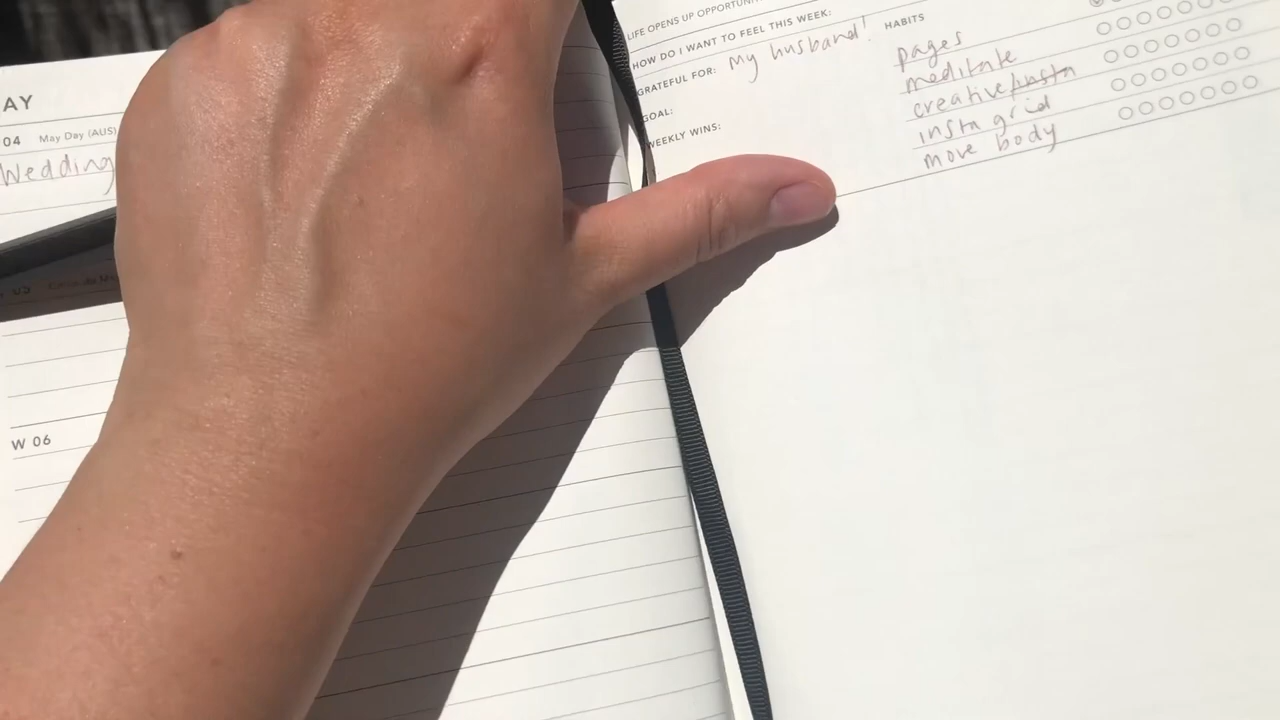 AY
04 May Day (AUS)
Wedding
05
W 06
LIFE OPENS UP OPPORTUNI
HOW DO I WANT TO FEEL THIS WEEK:
GRATEFUL FOR: My husband!
GOAL:
WEEKLY WINS:
HABITS
pages
meditate
creative/insta
insta grid
move body